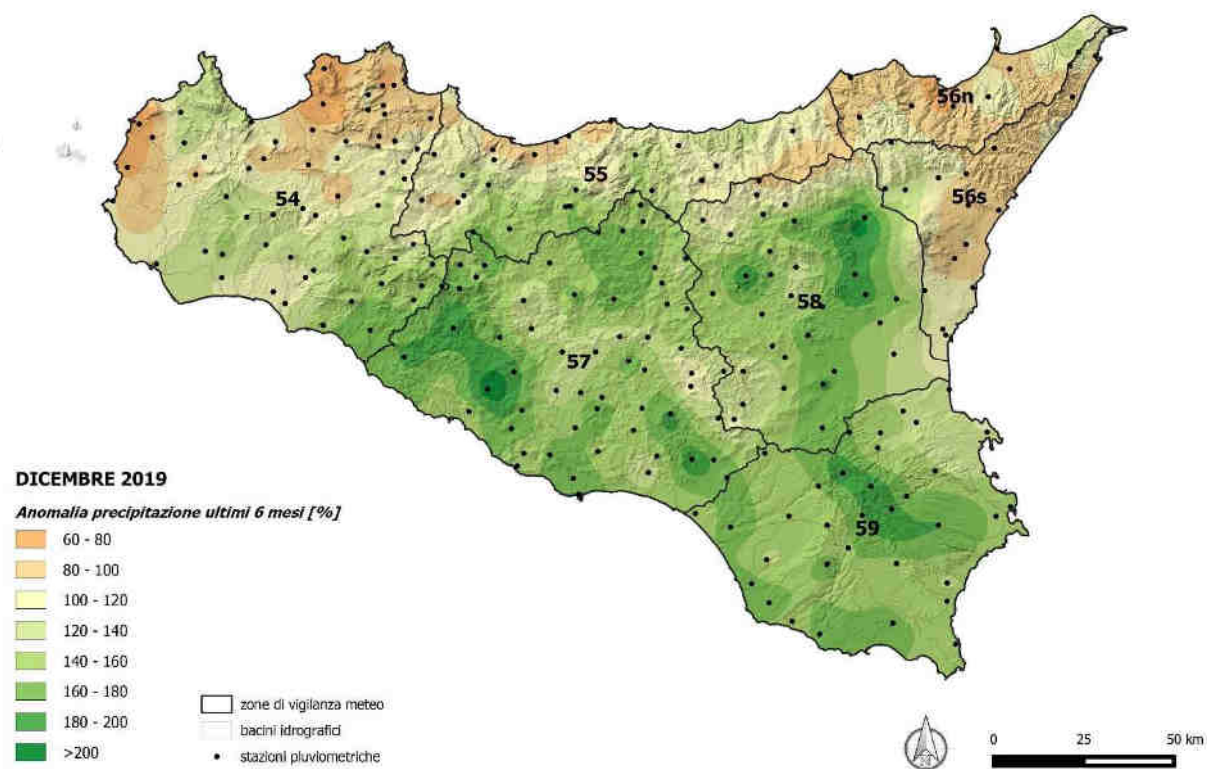 56n
55
54
56s
58
57
59
DICEMBRE 2019
Anomalia precipitazione ultimi 6 mesi [%]
60 - 80
80 - 100
100 - 120
120 - 140
140 - 160
160 - 180
180 - 200
>200
zone di vigilanza meteo
bacini idrografici
stazioni pluviometriche
0 25 50 km